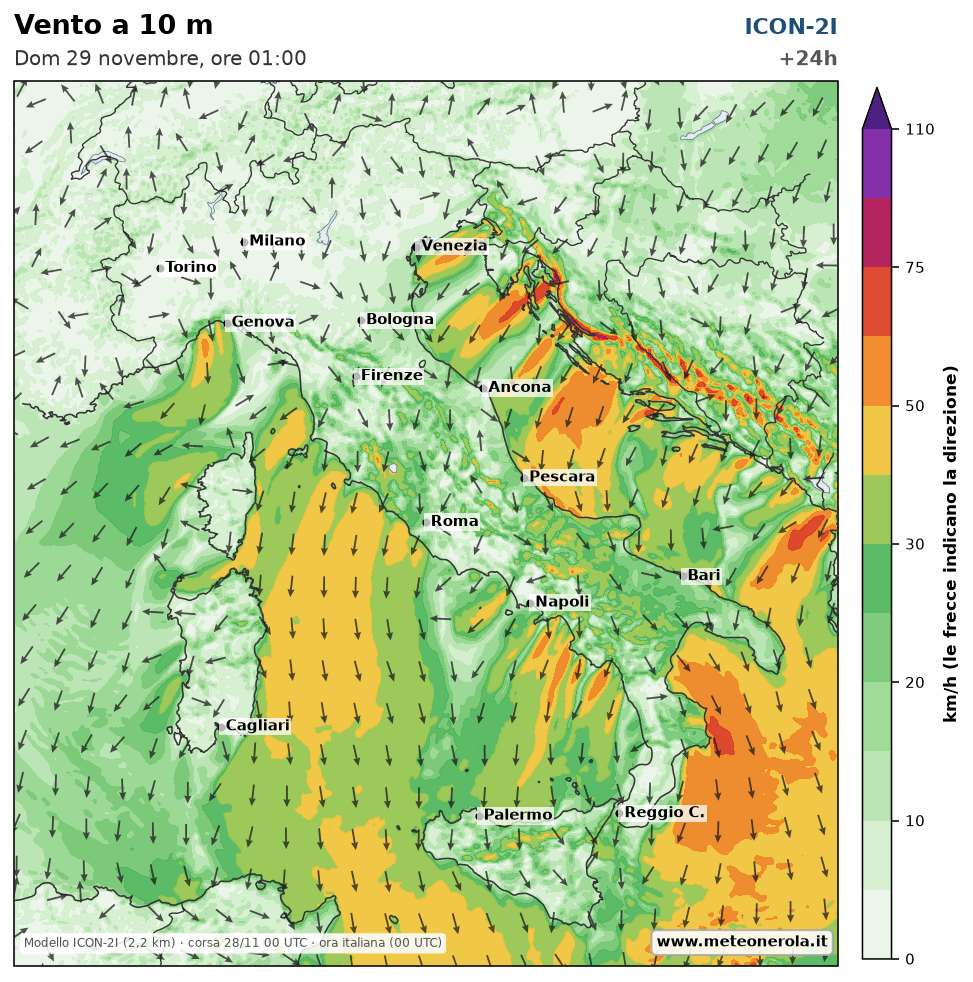 Vento a 10 m
ICON-2I
Dom 29 novembre, ore 01:00
+24h
110
75
50
30
20
10
0
km/h (le frecce indicano la direzione)
Venezia
Milano
Torino
Genova
Bologna
Firenze
Ancona
Pescara
Roma
Bari
Napoli
Cagliari
Palermo
Reggio C.
Modello ICON-2I (2,2 km) · corsa 28/11 00 UTC · ora italiana (00 UTC)
www.meteonerola.it